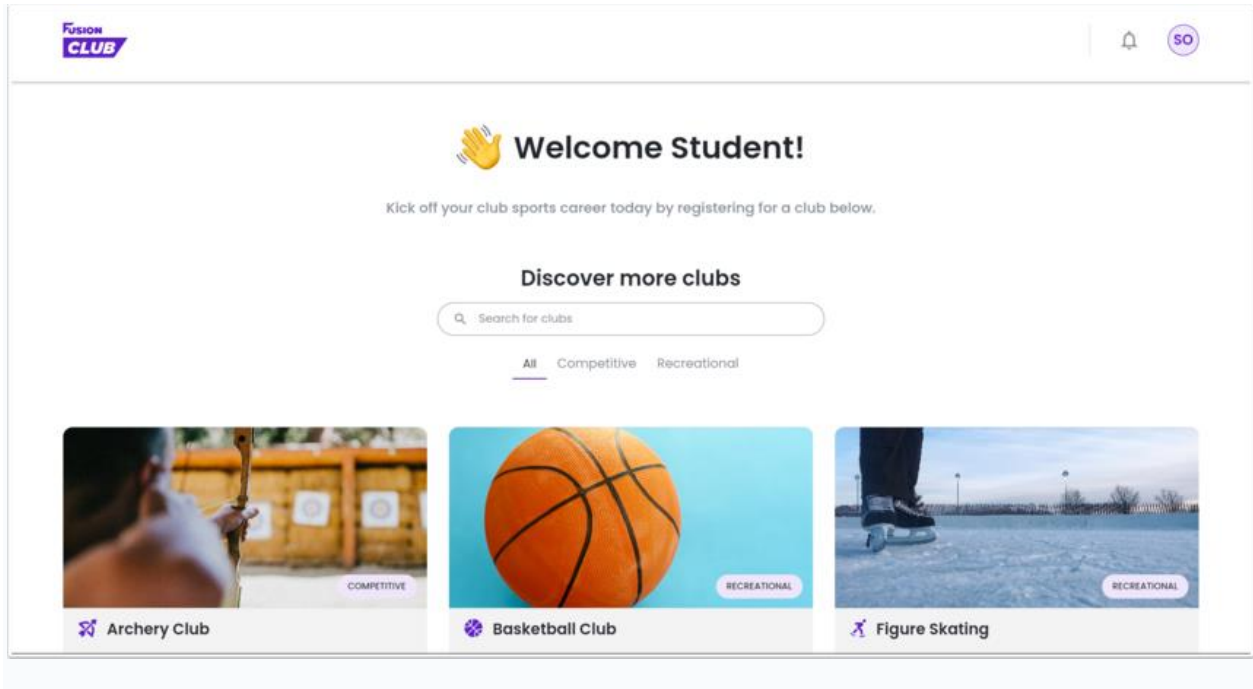 FUSION
CLUB
SO
Welcome Student!
Kick off your club sports career today by registering for a club below.
Discover more clubs
Search for clubs
All Competitive Recreational
COMPETITIVE
RECREATIONAL
RECREATIONAL
Archery Club
Basketball Club
Figure Skating